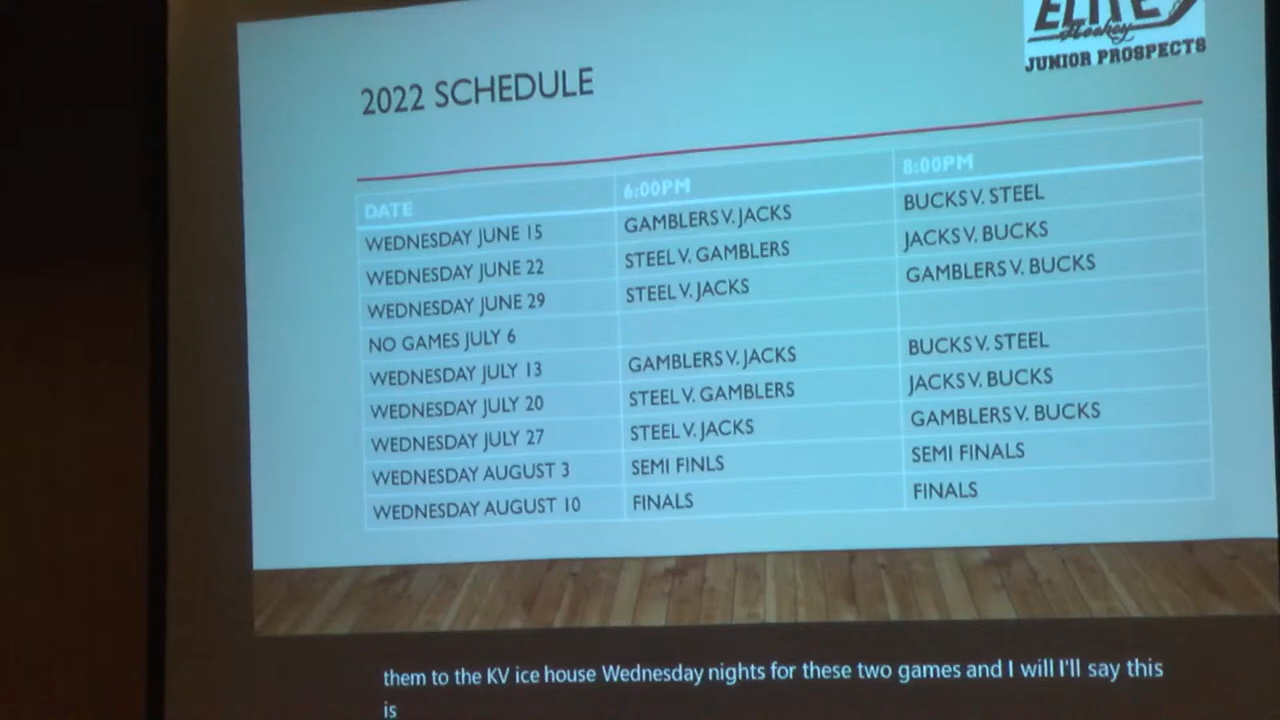 ELITE
Hockey
JUNIOR PROSPECTS
2022 SCHEDULE
DATE 6:00PM 8:00PM
WEDNESDAY JUNE 15 GAMBLERS V. JACKS BUCKS V. STEEL
WEDNESDAY JUNE 22 STEEL V. GAMBLERS JACKS V. BUCKS
WEDNESDAY JUNE 29 STEEL V. JACKS GAMBLERS V. BUCKS
NO GAMES JULY 6
WEDNESDAY JULY 13 GAMBLERS V. JACKS BUCKS V. STEEL
WEDNESDAY JULY 20 STEEL V. GAMBLERS JACKS V. BUCKS
WEDNESDAY JULY 27 STEEL V. JACKS GAMBLERS V. BUCKS
WEDNESDAY AUGUST 3 SEMI FINLS SEMI FINALS
WEDNESDAY AUGUST 10 FINALS FINALS
them to the KV ice house Wednesday nights for these two games and I will I'll say this
is